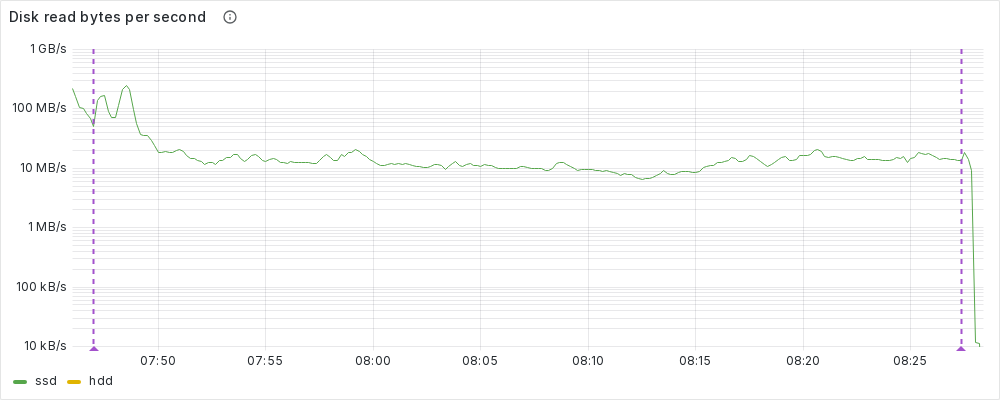 Disk read bytes per second
1 GB/s
100 MB/s
10 MB/s
1 MB/s
100 kB/s
10 kB/s
07:50 07:55 08:00 08:05 08:10 08:15 08:20 08:25
ssd hdd